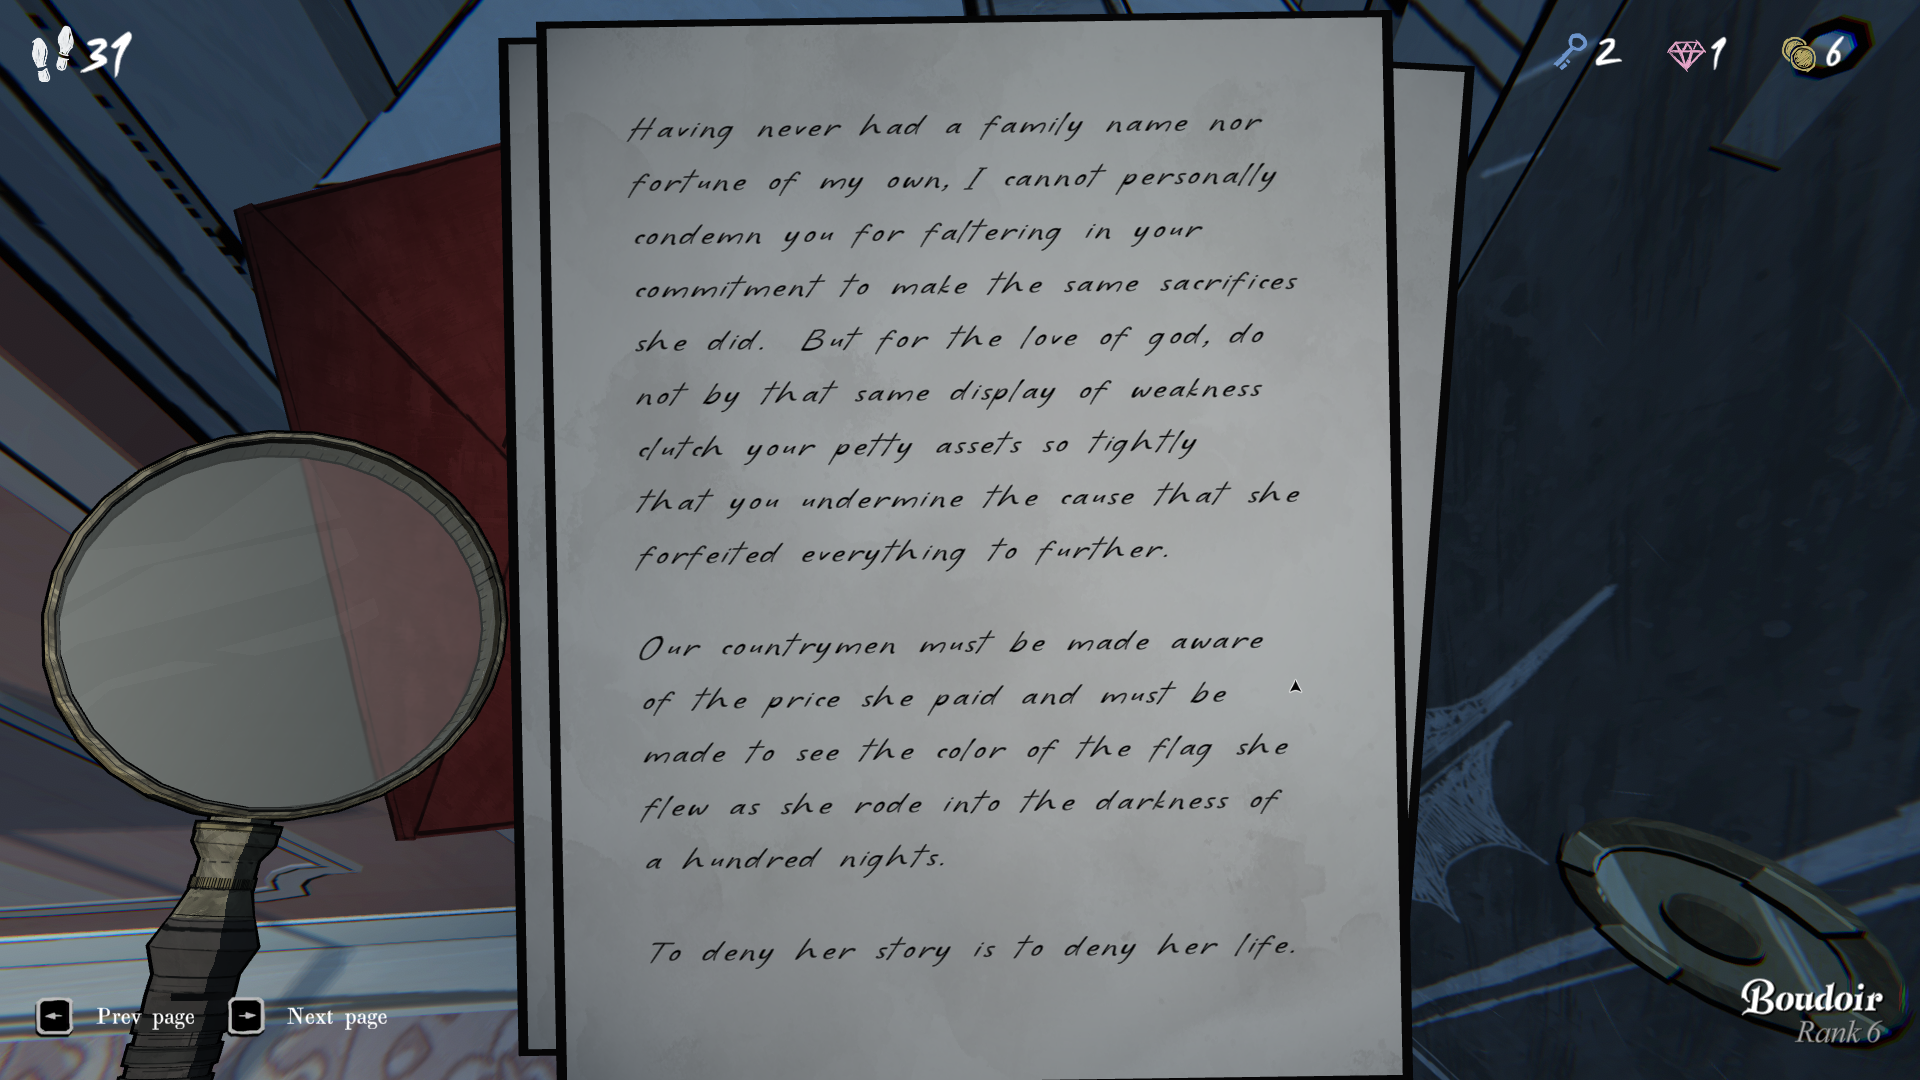 31
2
1
6
Having never had a family name nor
fortune of my own, I cannot personally
condemn you for faltering in your
commitment to make the same sacrifices
she did. But for the love of god, do
not by that same display of weakness
clutch your petty assets so tightly
that you undermine the cause that she
forfeited everything to further.
Our countrymen must be made aware
of the price she paid and must be
made to see the color of the flag she
flew as she rode into the darkness of
a hundred nights.
To deny her story is to deny her life.
Prev page
Next page
Boudoir
Rank 6